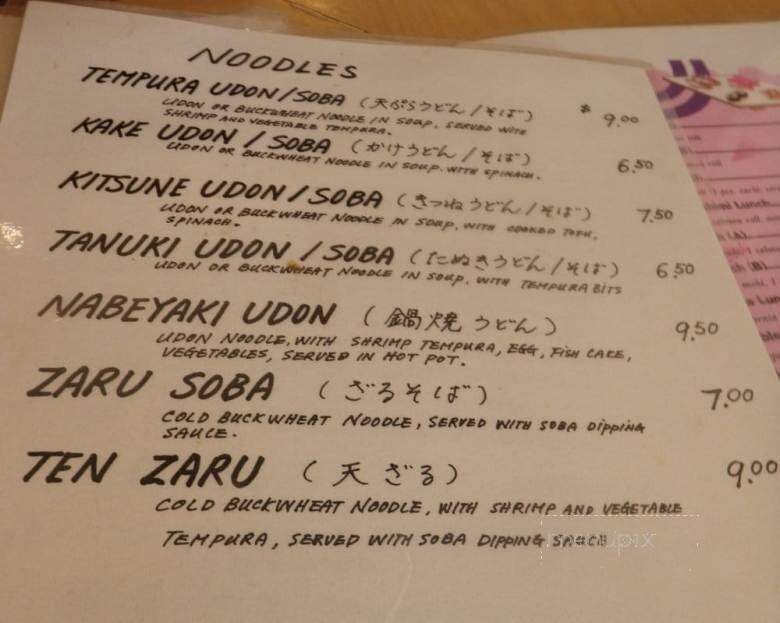 NOODLES
TEMPURA UDON/SOBA (天ぷらうどん/そば) $ 9.00
UDON OR BUCKWHEAT NOODLE IN SOUP. SERVED WITH
SHRIMP AND VEGETABLE TEMPURA.
KAKE UDON / SOBA (かけうどん/そば) 6.50
UDON OR BUCKWHEAT NOODLE IN SOUP. WITH SPINACH.
KITSUNE UDON/SOBA (きつねうどん/そば) 7.50
UDON OR BUCKWHEAT NOODLE IN SOUP, WITH COOKED TOFU,
SPINACH.
TANUKI UDON /SOBA (たぬきうどん/そば) 6.50
UDON OR BUCKWHEAT NOODLE IN SOUP. WITH TEMPURA BITS
NABEYAKI UDON (鍋焼うどん) 9.50
UDON NOODLE, WITH SHRIMP TEMPURA, EGG, FISH CAKE,
VEGETABLES, SERVED IN HOT POT.
ZARU SOBA (ざるそば) 7.00
COLD BUCKWHEAT NOODLE, SERVED WITH SOBA DIPPING
SAUCE.
TEN ZARU (天ざる) 9.00
COLD BUCKWHEAT NOODLE, WITH SHRIMP AND VEGETABLE
TEMPURA, SERVED WITH SOBA DIPPING SAUCE
menupix
Lunch
(A)
Lunch
(B)